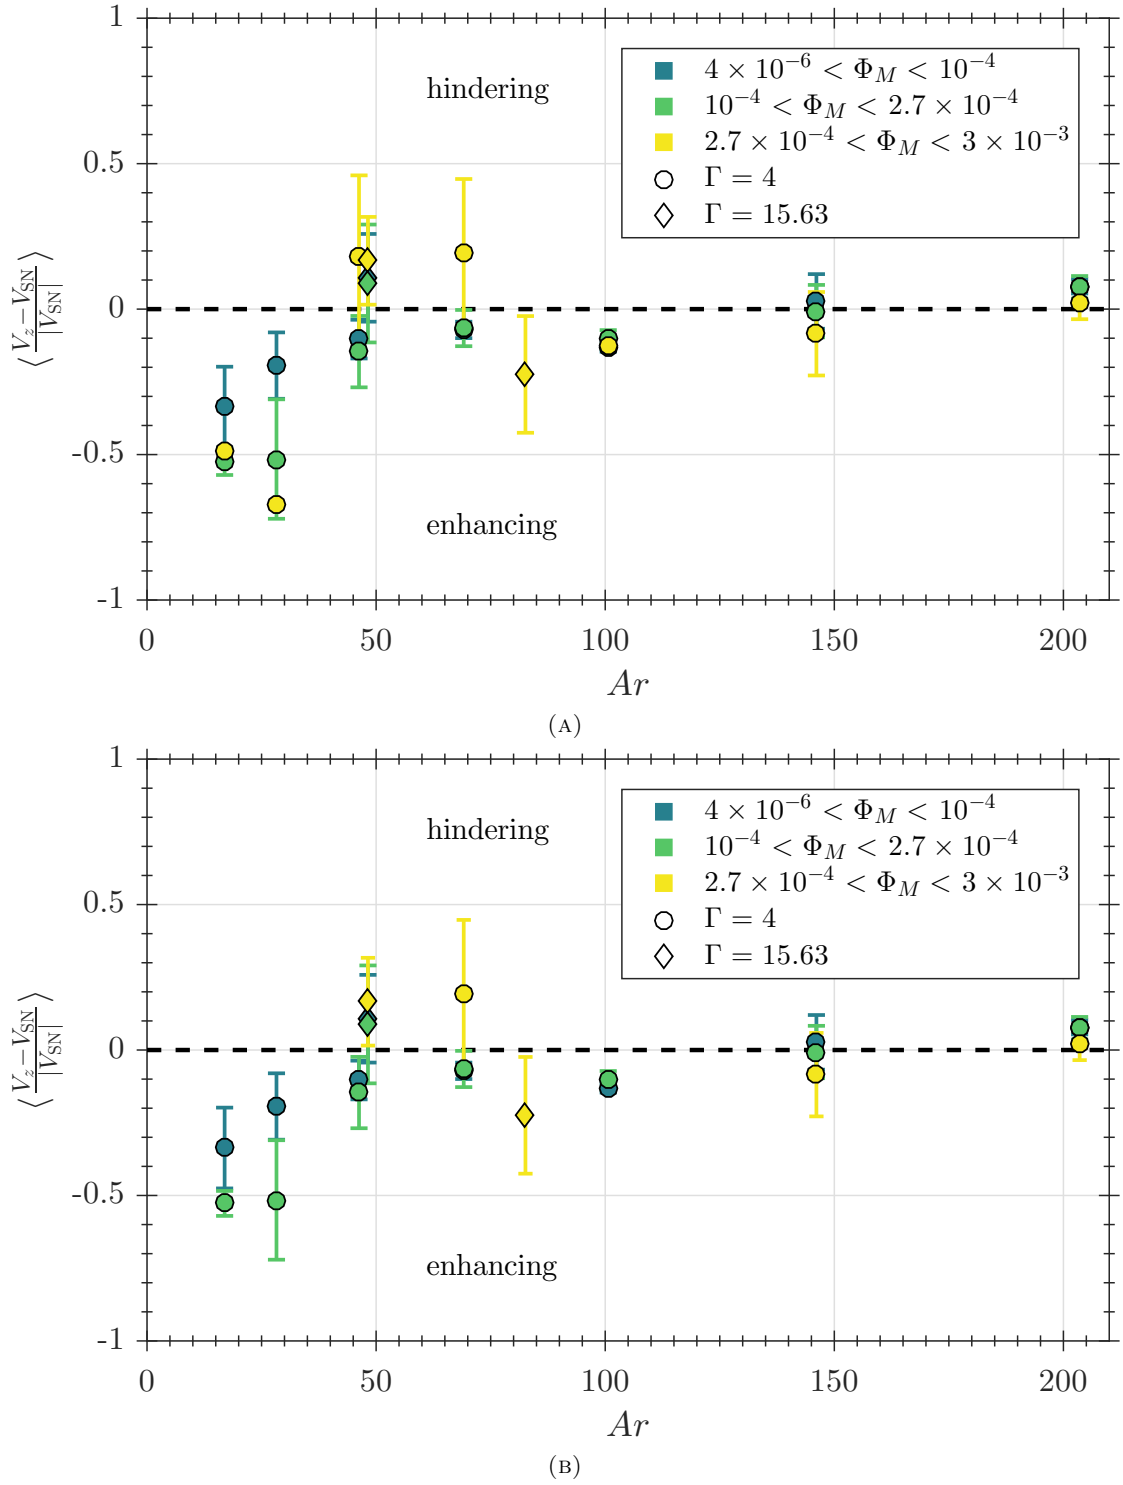 1
0.5
0
-0.5
-1
⟨ (V_z − V_SN) / |V_SN| ⟩
hindering
enhancing
4 × 10^−6 < Φ_M < 10^−4
10^−4 < Φ_M < 2.7 × 10^−4
2.7 × 10^−4 < Φ_M < 3 × 10^−3
Γ = 4
Γ = 15.63
0 50 100 150 200
Ar
(A)
1
0.5
0
-0.5
-1
⟨ (V_z − V_SN) / |V_SN| ⟩
hindering
enhancing
4 × 10^−6 < Φ_M < 10^−4
10^−4 < Φ_M < 2.7 × 10^−4
2.7 × 10^−4 < Φ_M < 3 × 10^−3
Γ = 4
Γ = 15.63
0 50 100 150 200
Ar
(B)